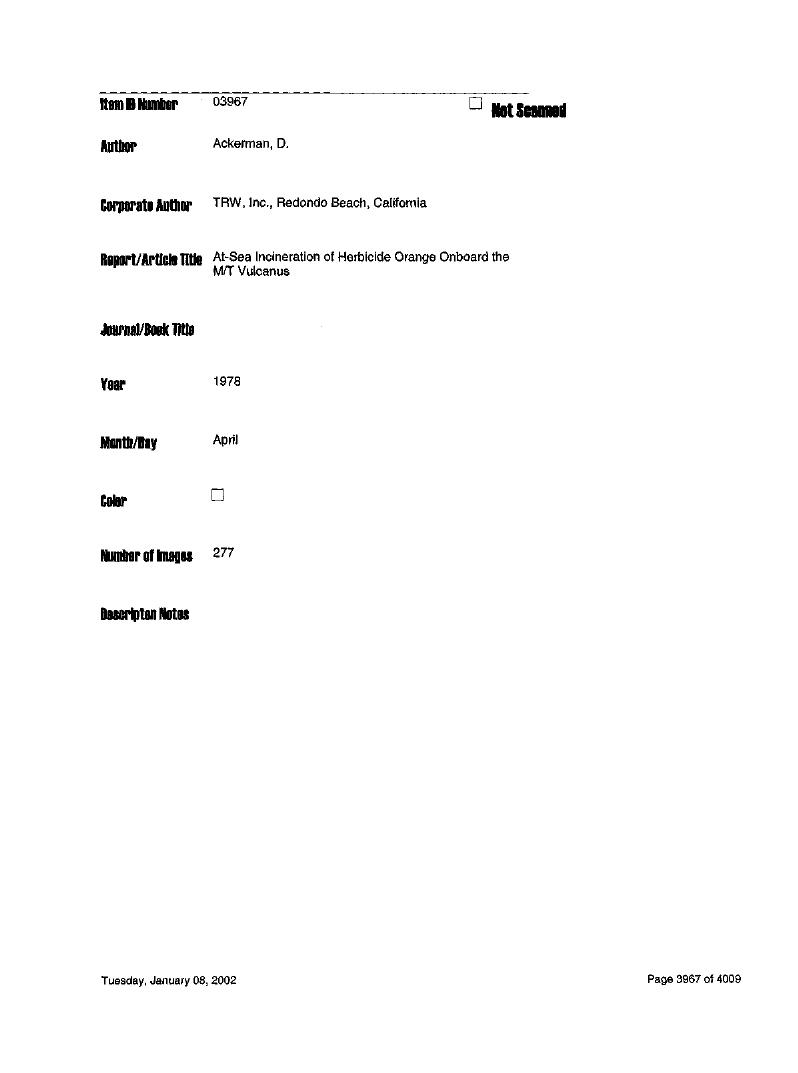 Item ID Number 03967 Not Scanned
Author Ackerman, D.
Corporate Author TRW, Inc., Redondo Beach, California
Report/Article Title At-Sea Incineration of Herbicide Orange Onboard the
M/T Vulcanus
Journal/Book Title
Year 1978
Month/Day April
Color
Number of Images 277
Descripton Notes
Tuesday, January 08, 2002 Page 3967 of 4009